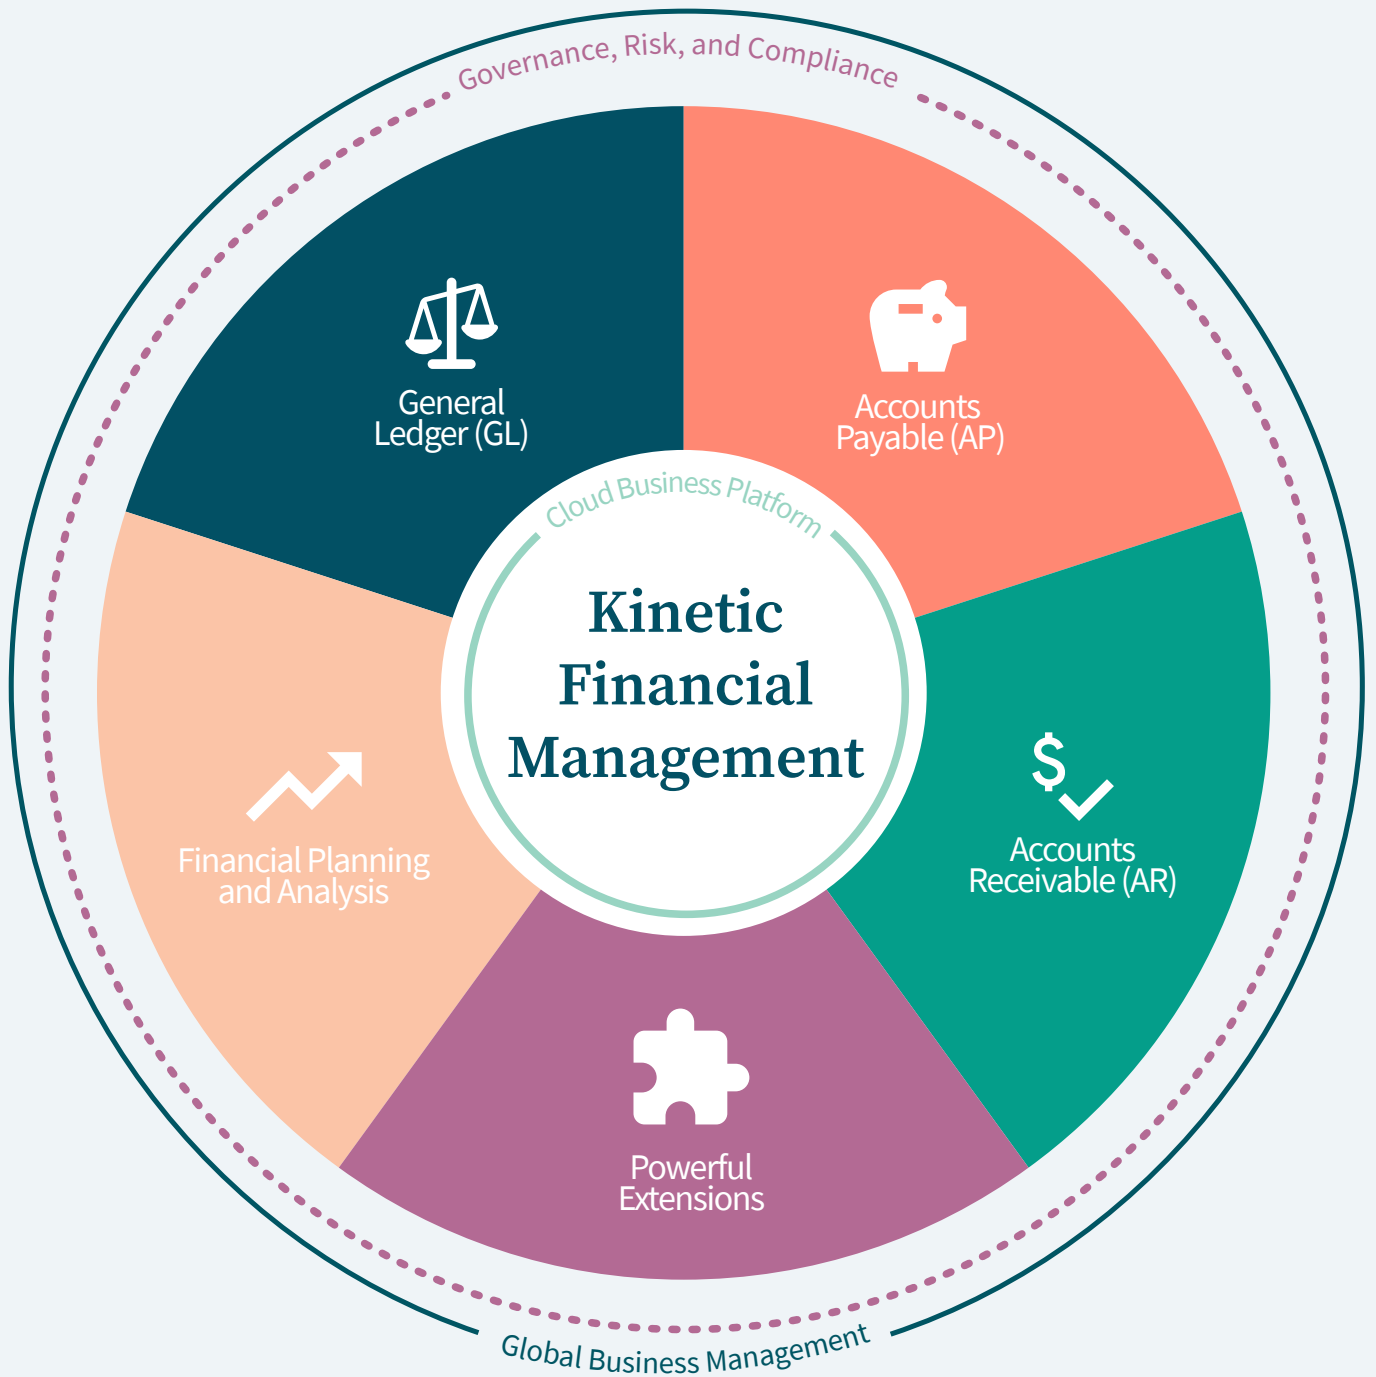 Governance, Risk, and Compliance
General
Ledger (GL)
Accounts
Payable (AP)
Cloud Business Platform
Kinetic
Financial
Management
Financial Planning
and Analysis
Accounts
Receivable (AR)
Powerful
Extensions
Global Business Management